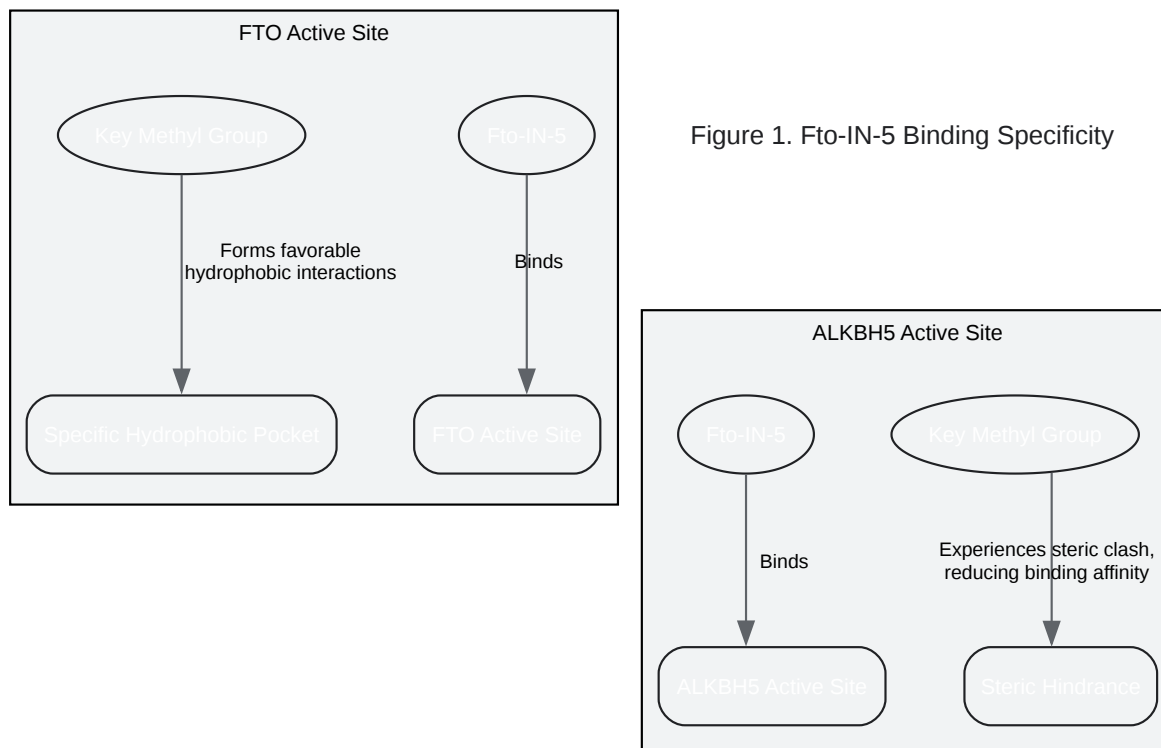 FTO Active Site
Key Methyl Group
Fto-IN-5
Figure 1. Fto-IN-5 Binding Specificity
Forms favorable
hydrophobic interactions
Binds
Specific Hydrophobic Pocket
FTO Active Site
ALKBH5 Active Site
Fto-IN-5
Key Methyl Group
Binds
Experiences steric clash,
reducing binding affinity
ALKBH5 Active Site
Steric Hindrance